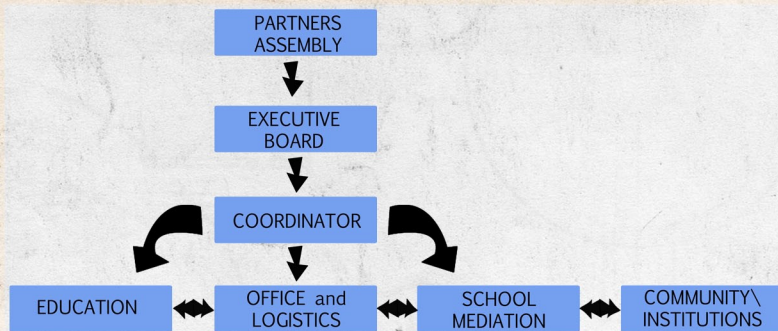 PARTNERS
ASSEMBLY
EXECUTIVE
BOARD
COORDINATOR
EDUCATION
OFFICE and
LOGISTICS
SCHOOL
MEDIATION
COMMUNITY\
INSTITUTIONS